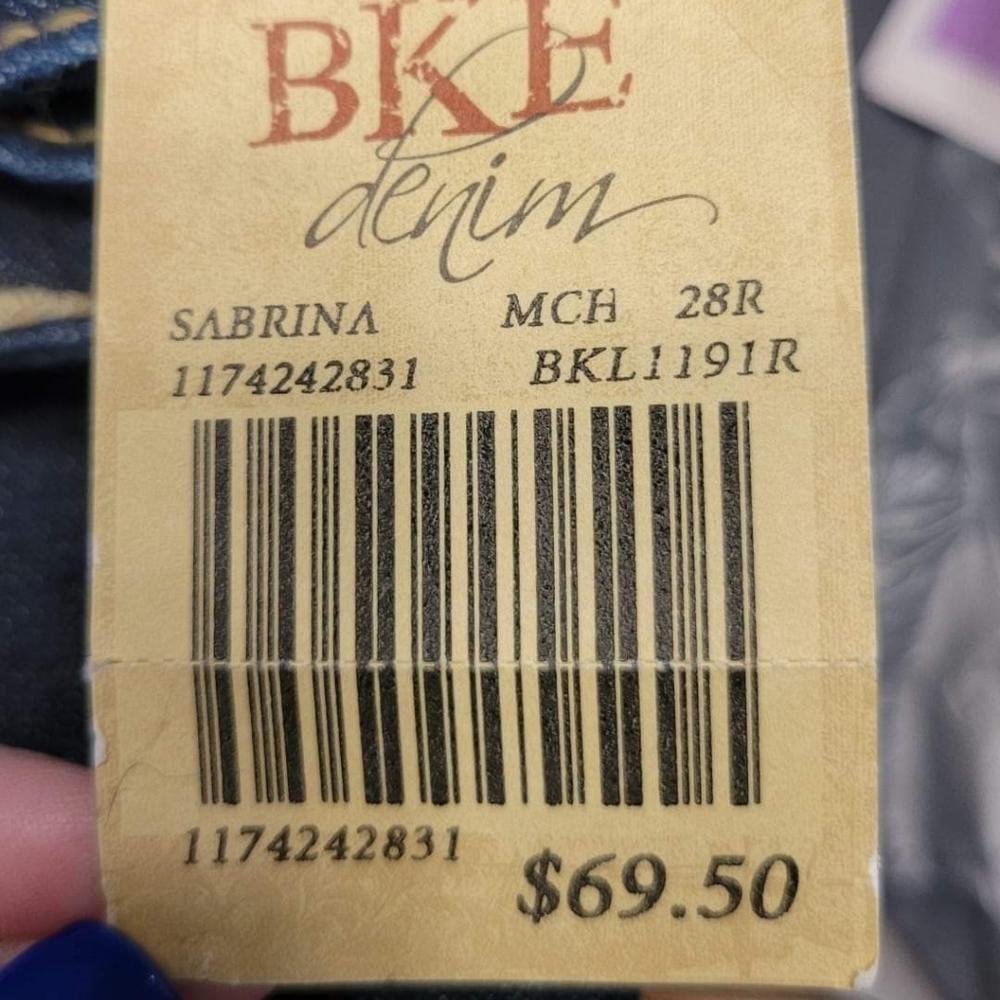 BKE
denim
SABRINA MCH 28R
1174242831 BKL1191R
1174242831
$69.50